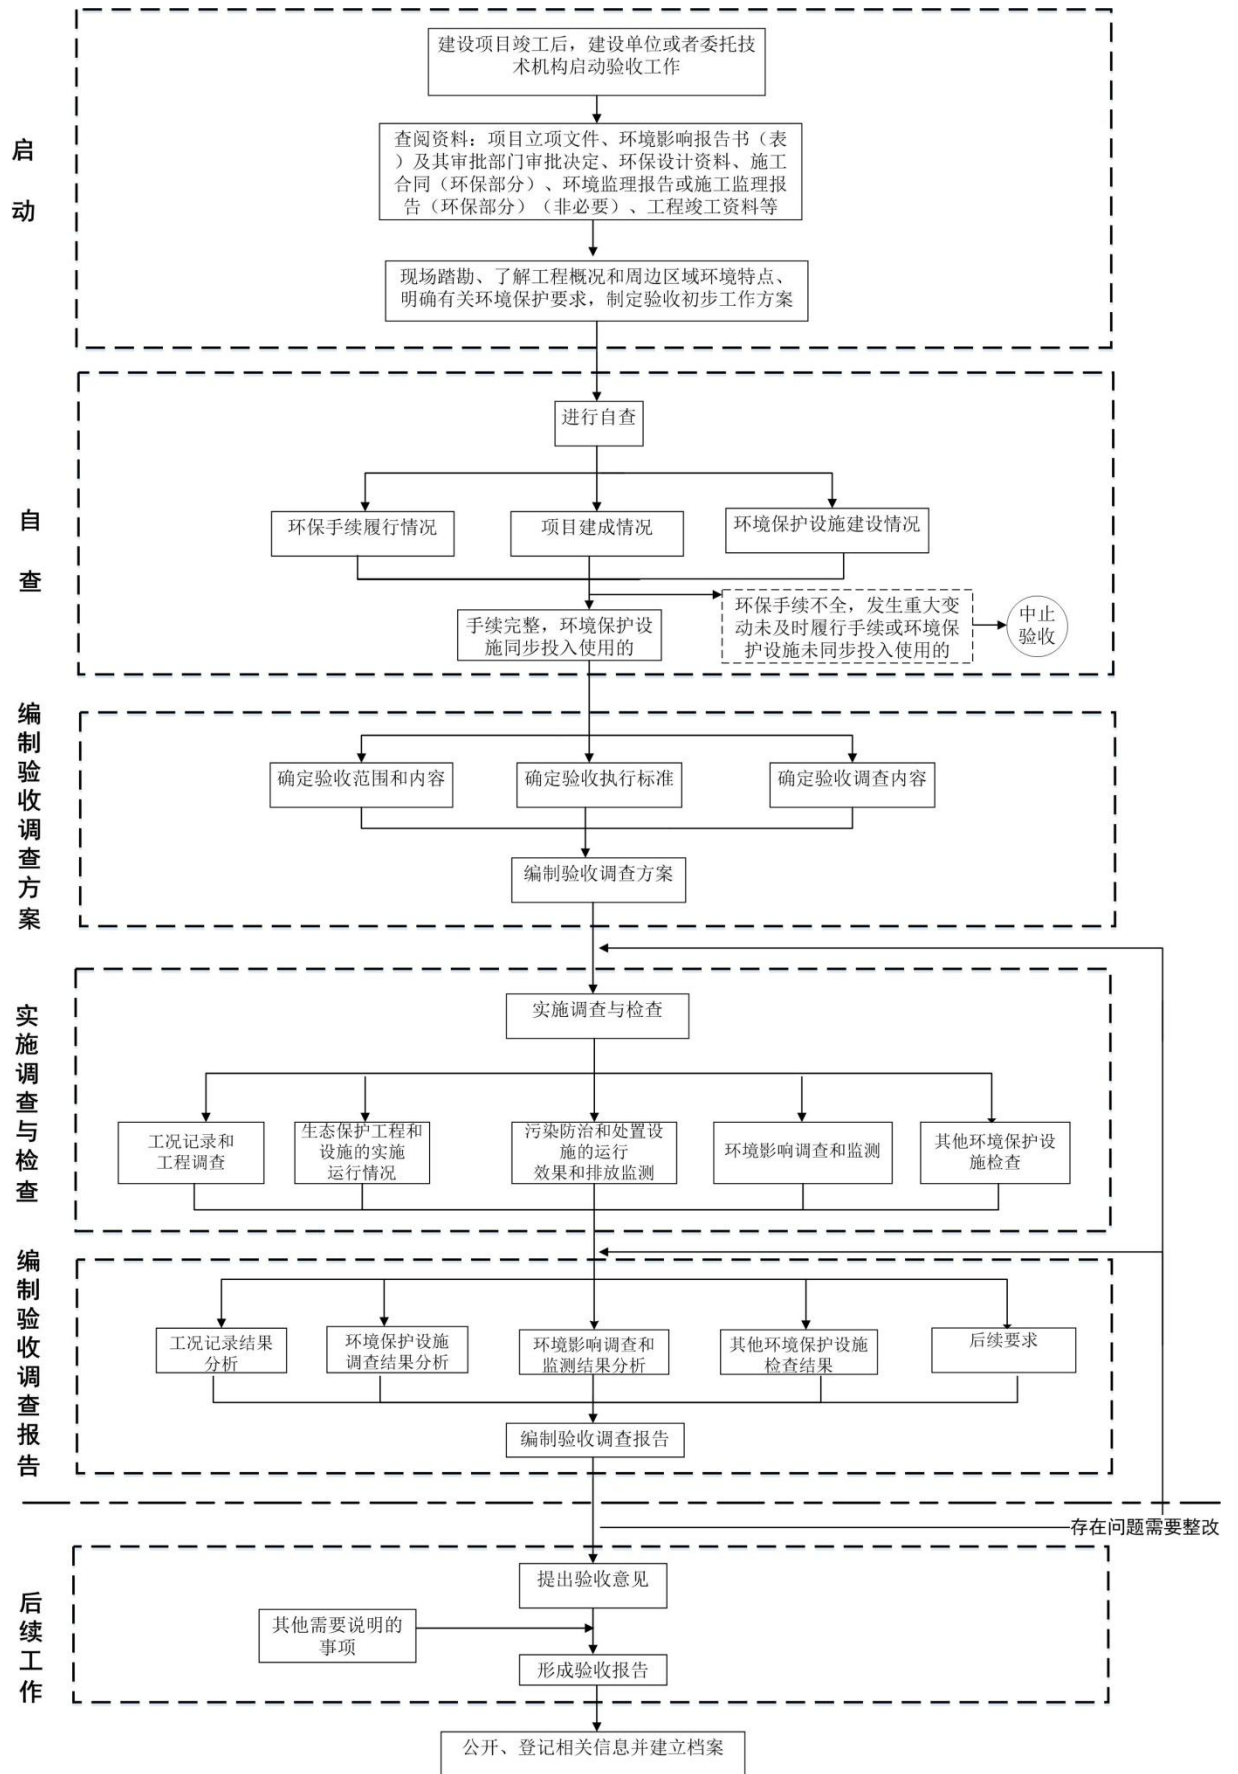 启
动
建设项目竣工后，建设单位或者委托技
术机构启动验收工作
查阅资料：项目立项文件、环境影响报告书（表
）及其审批部门审批决定、环保设计资料、施工
合同（环保部分）、环境监理报告或施工监理报
告（环保部分）（非必要）、工程竣工资料等
现场踏勘、了解工程概况和周边区域环境特点、
明确有关环境保护要求，制定验收初步工作方案
自
查
进行自查
环保手续履行情况
项目建成情况
环境保护设施建设情况
手续完整，环境保护设
施同步投入使用的
环保手续不全，发生重大变
动未及时履行手续或环境保
护设施未同步投入使用的
中止
验收
编
制
验
收
调
查
方
案
确定验收范围和内容
确定验收执行标准
确定验收调查内容
编制验收调查方案
实
施
调
查
与
检
查
实施调查与检查
工况记录和
工程调查
生态保护工程和
设施的实施
运行情况
污染防治和处置设
施的运行
效果和排放监测
环境影响调查和监测
其他环境保护设
施检查
编
制
验
收
调
查
报
告
工况记录结果
分析
环境保护设施
调查结果分析
环境影响调查和
监测结果分析
其他环境保护设施
检查结果
后续要求
编制验收调查报告
存在问题需要整改
后
续
工
作
提出验收意见
其他需要说明的
事项
形成验收报告
公开、登记相关信息并建立档案